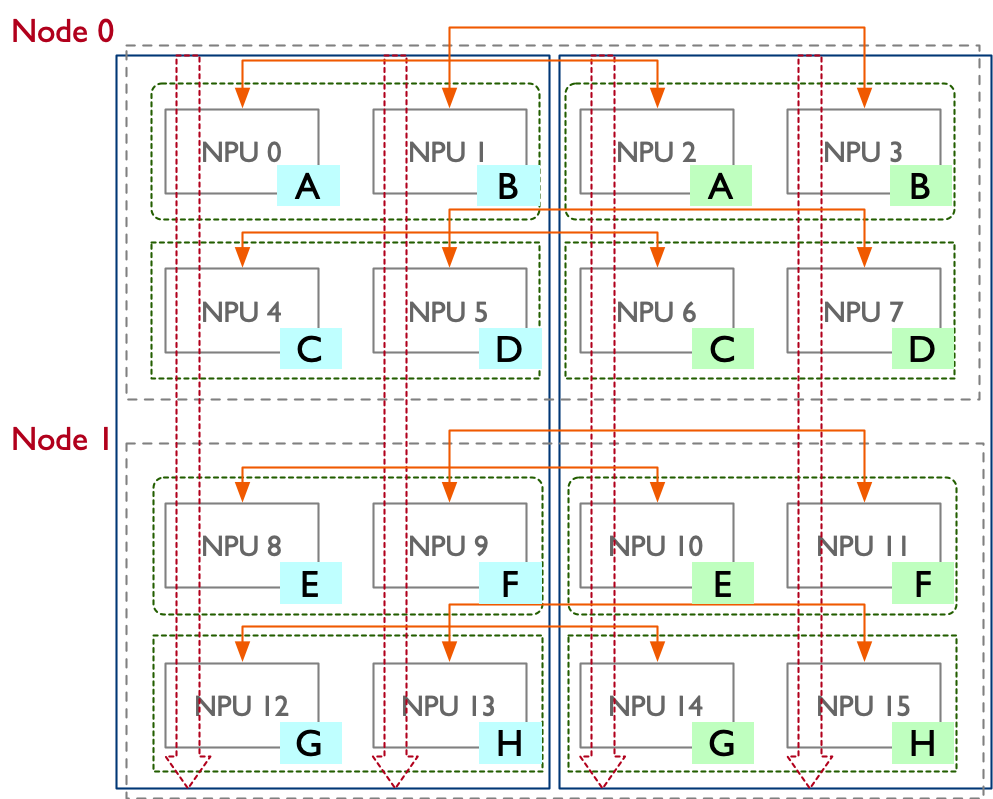 Node 0
NPU 0
NPU 1
NPU 2
NPU 3
A
B
A
B
NPU 4
NPU 5
NPU 6
NPU 7
C
D
C
D
Node 1
NPU 8
NPU 9
NPU 10
NPU 11
E
F
E
F
NPU 12
NPU 13
NPU 14
NPU 15
G
H
G
H